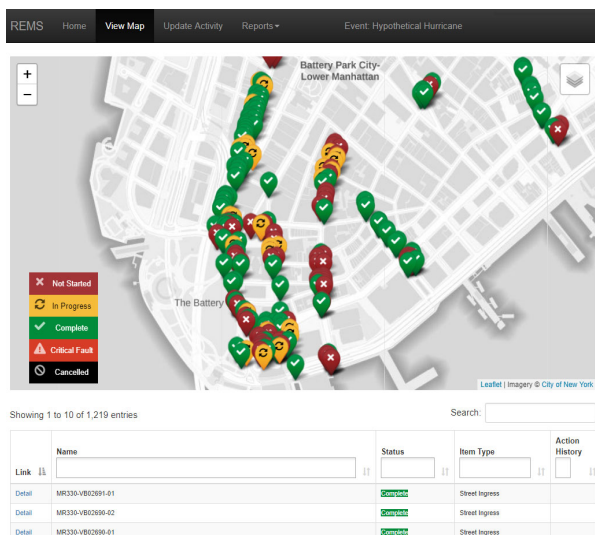 REMS Home View Map Update Activity Reports Event: Hypothetical Hurricane
+
−
Battery Park City-
Lower Manhattan
The Battery
Not Started
In Progress
Complete
Critical Fault
Cancelled
Leaflet | Imagery © City of New York
Showing 1 to 10 of 1,219 entries Search:
Link Name Status Item Type Action History
Detail MR330-VB02691-01 Complete Street Ingress
Detail MR330-VB02690-02 Complete Street Ingress
Detail MR330-VB02690-01 Complete Street Ingress